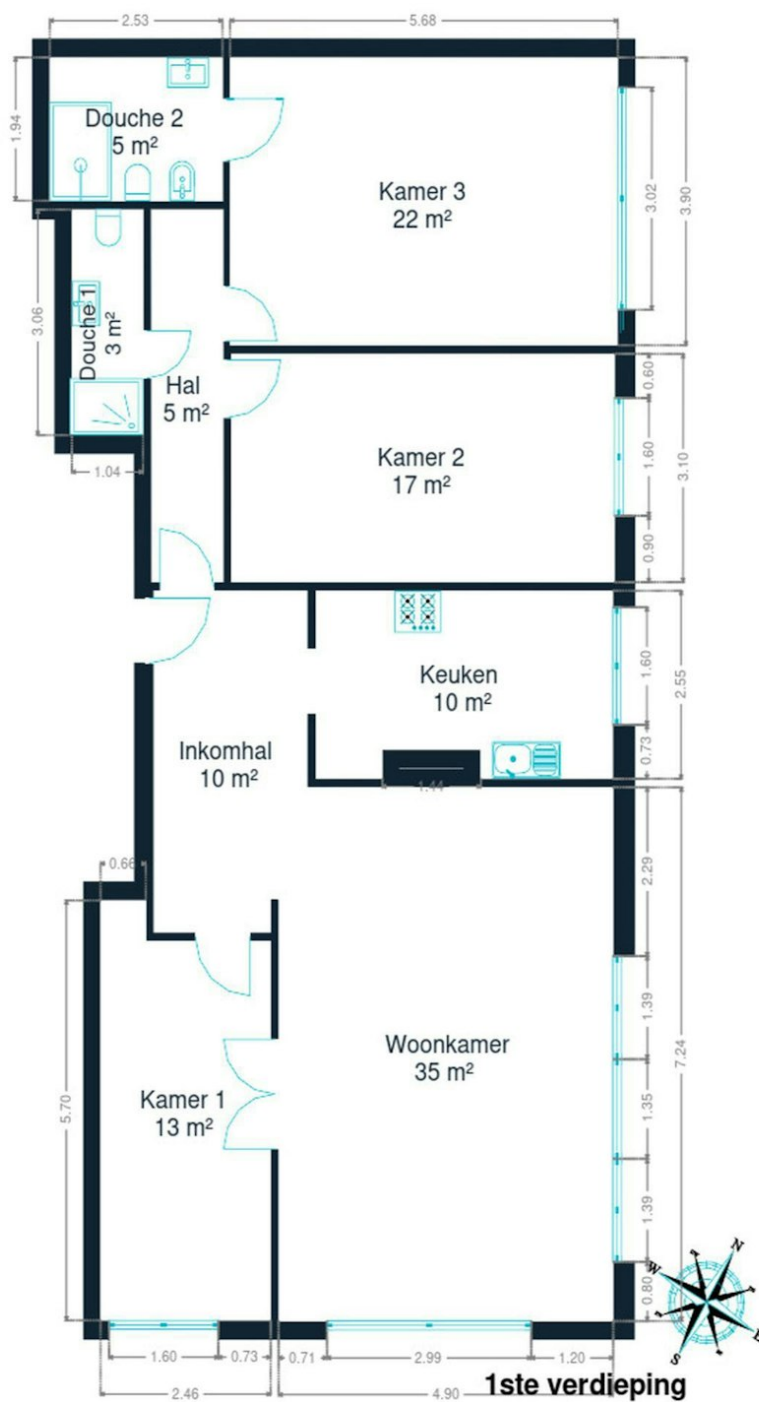 2.53
5.68
1.94
Douche 2
5 m²
Kamer 3
22 m²
3.02
3.90
3.06
Douche 1
3 m²
Hal
5 m²
1.04
Kamer 2
17 m²
0.60
1.60
0.90
3.10
Keuken
10 m²
1.60
0.73
2.55
Inkomhal
10 m²
1.44
0.66
2.29
Woonkamer
35 m²
1.39
1.35
1.39
0.80
7.24
5.70
Kamer 1
13 m²
N
W
E
S
1.60
0.73
0.71
2.99
1.20
2.46
4.90
1ste verdieping